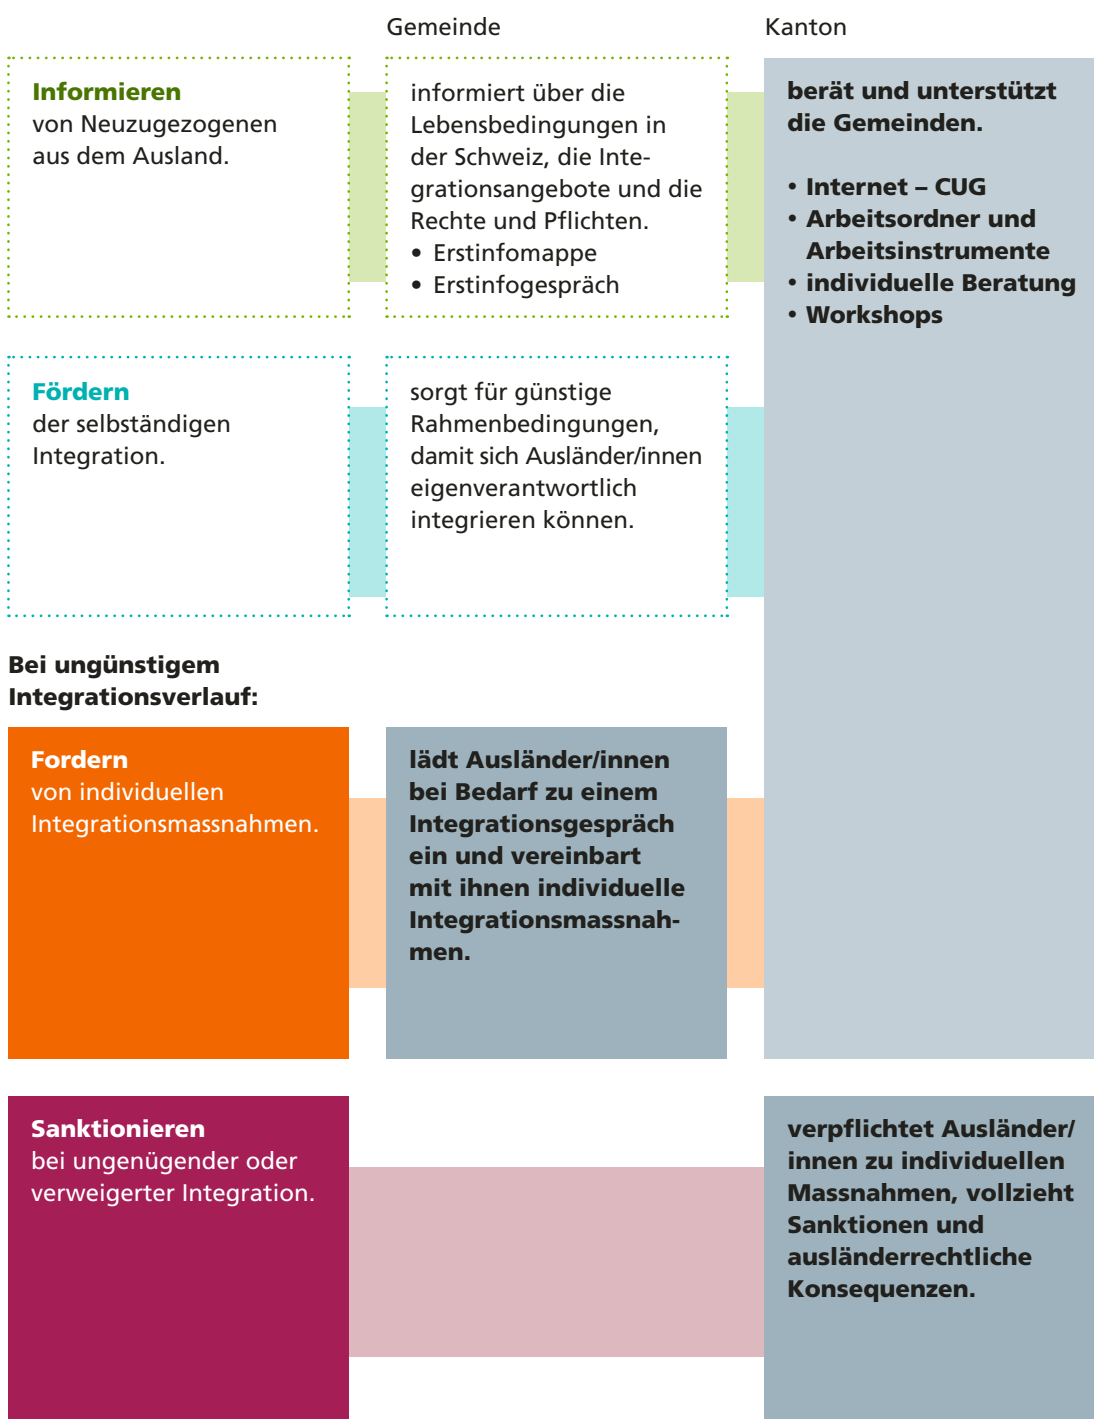 Gemeinde
Kanton
Informieren
von Neuzugezogenen
aus dem Ausland.
informiert über die
Lebensbedingungen in
der Schweiz, die Inte-
grationsangebote und die
Rechte und Pflichten.
• Erstinfomappe
• Erstinfogespräch
berät und unterstützt
die Gemeinden.
• Internet – CUG
• Arbeitsordner und
Arbeitsinstrumente
• individuelle Beratung
• Workshops
Fördern
der selbständigen
Integration.
sorgt für günstige
Rahmenbedingungen,
damit sich Ausländer/innen
eigenverantwortlich
integrieren können.
Bei ungünstigem
Integrationsverlauf:
Fordern
von individuellen
Integrationsmassnahmen.
lädt Ausländer/innen
bei Bedarf zu einem
Integrationsgespräch
ein und vereinbart
mit ihnen individuelle
Integrationsmassnah-
men.
Sanktionieren
bei ungenügender oder
verweigerter Integration.
verpflichtet Ausländer/
innen zu individuellen
Massnahmen, vollzieht
Sanktionen und
ausländerrechtliche
Konsequenzen.